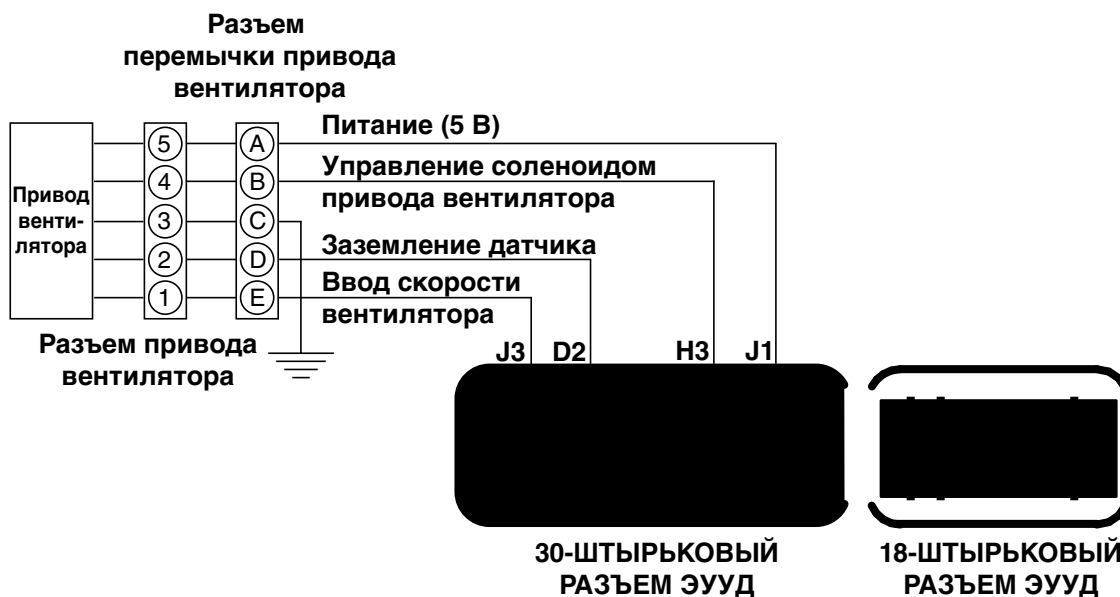 Разъем
перемычки привода
вентилятора
Питание (5 В)
5
A
Управление соленоидом
4
B
привода вентилятора
Привод
венти-
лятора
3
C
Заземление датчика
2
D
Ввод скорости
1
E
вентилятора
Разъем привода
вентилятора
J3 D2 H3 J1
30-ШТЫРЬКОВЫЙ
РАЗЪЕМ ЭУУД
18-ШТЫРЬКОВЫЙ
РАЗЪЕМ ЭУУД